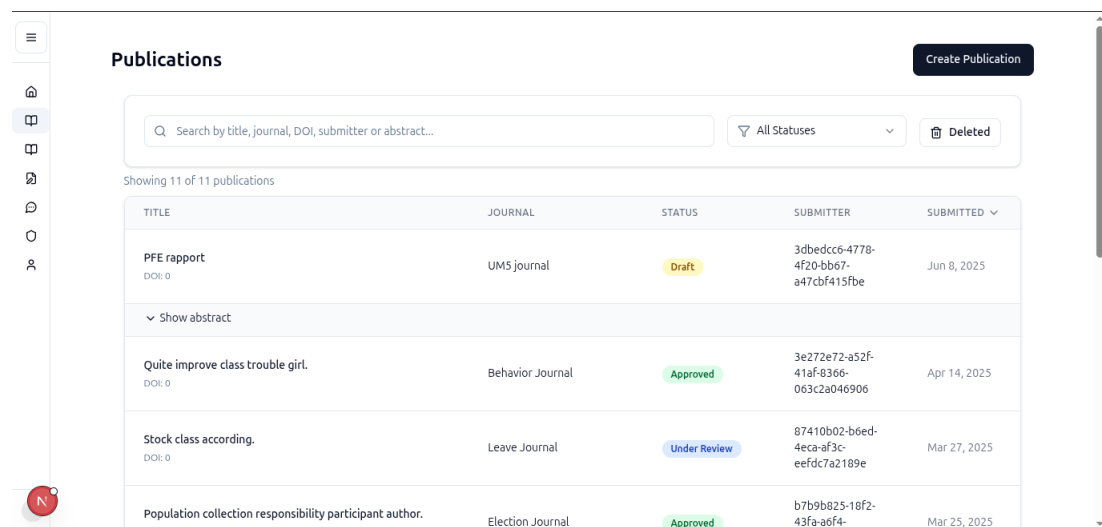 Publications
Create Publication
Search by title, journal, DOI, submitter or abstract...
All Statuses
Deleted
Showing 11 of 11 publications
TITLE JOURNAL STATUS SUBMITTER SUBMITTED
PFE rapport
DOI: 0
UM5 journal
Draft
3dbedcc6-4778-
4f20-bb67-
a47cbf415fbe
Jun 8, 2025
Show abstract
Quite improve class trouble girl.
DOI: 0
Behavior Journal
Approved
3e272e72-a52f-
41af-8366-
063c2a046906
Apr 14, 2025
Stock class according.
DOI: 0
Leave Journal
Under Review
87410b02-b6ed-
4eca-af3c-
eefdc7a2189e
Mar 27, 2025
Population collection responsibility participant author.
Election Journal
Approved
b7b9b825-18f2-
43fa-a6f4-
Mar 25, 2025
N